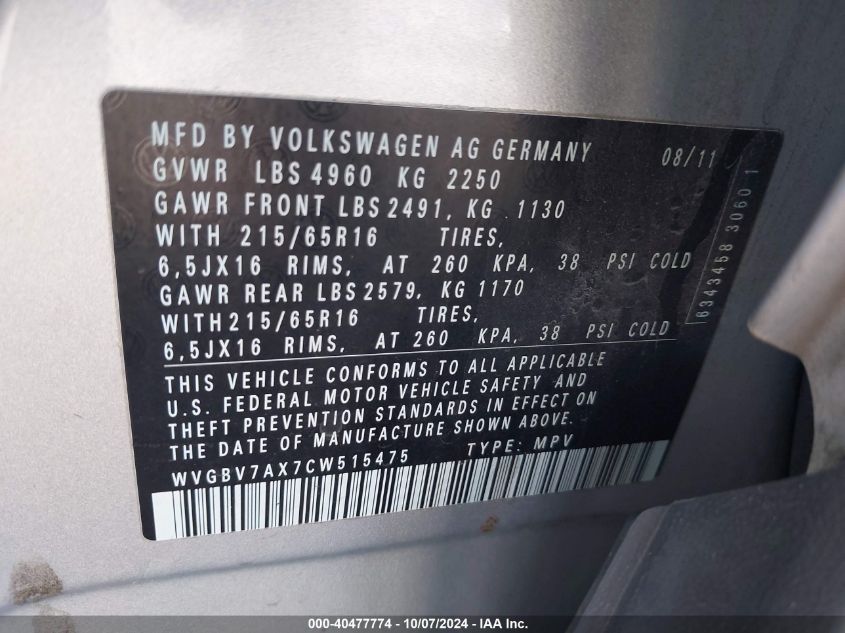 MFD BY VOLKSWAGEN AG GERMANY 08/11
GVWR LBS 4960 KG 2250
GAWR FRONT LBS 2491, KG 1130
WITH 215/65R16 TIRES,
6,5JX16 RIMS, AT 260 KPA, 38 PSI COLD
GAWR REAR LBS 2579, KG 1170
WITH 215/65R16 TIRES,
6,5JX16 RIMS, AT 260 KPA, 38 PSI COLD
THIS VEHICLE CONFORMS TO ALL APPLICABLE
U.S. FEDERAL MOTOR VEHICLE SAFETY AND
THEFT PREVENTION STANDARDS IN EFFECT ON
THE DATE OF MANUFACTURE SHOWN ABOVE.
WVGBV7AX7CW515475 TYPE: MPV
6343458 3060 1
000-40477774 - 10/07/2024 - IAA Inc.